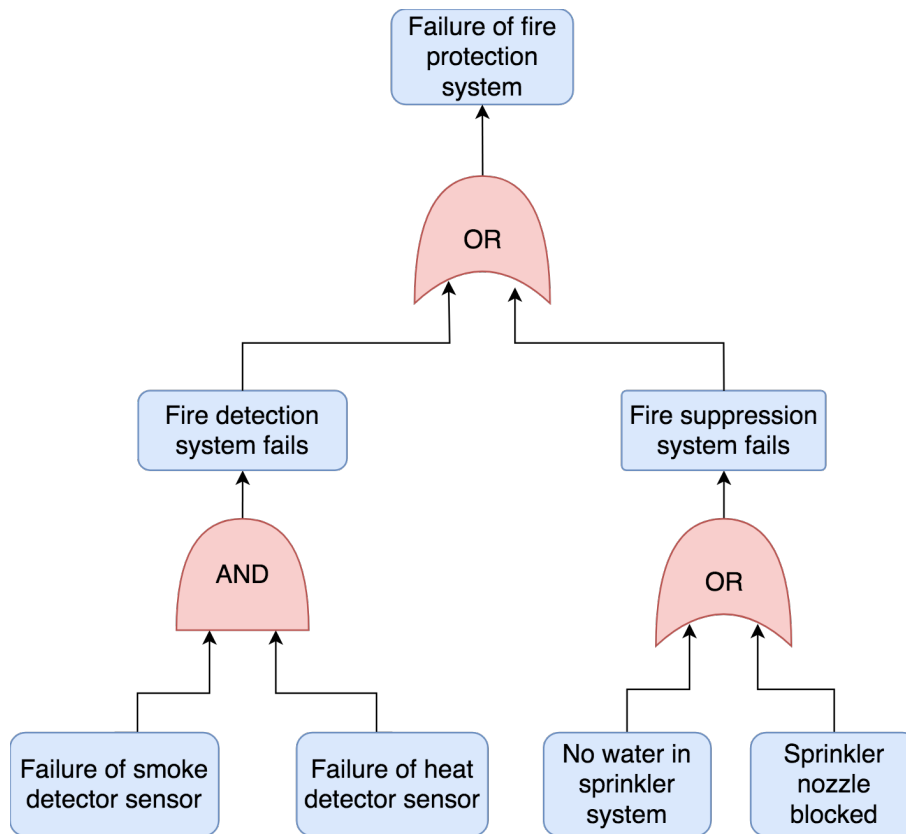 Failure of fire
protection
system
OR
Fire detection
system fails
Fire suppression
system fails
AND
OR
Failure of smoke
detector sensor
Failure of heat
detector sensor
No water in
sprinkler
system
Sprinkler
nozzle
blocked